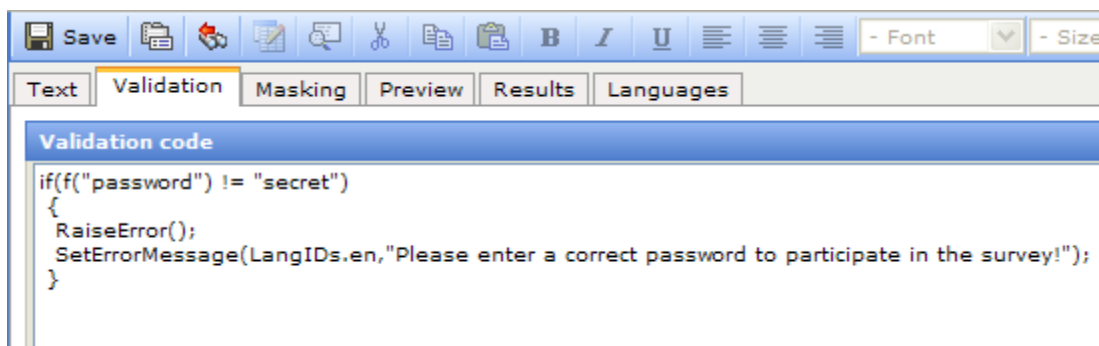 Save B I U - Font - Size
Text Validation Masking Preview Results Languages
Validation code
if(f("password") != "secret")
{
RaiseError();
SetErrorMessage(LangIDs.en,"Please enter a correct password to participate in the survey!");
}